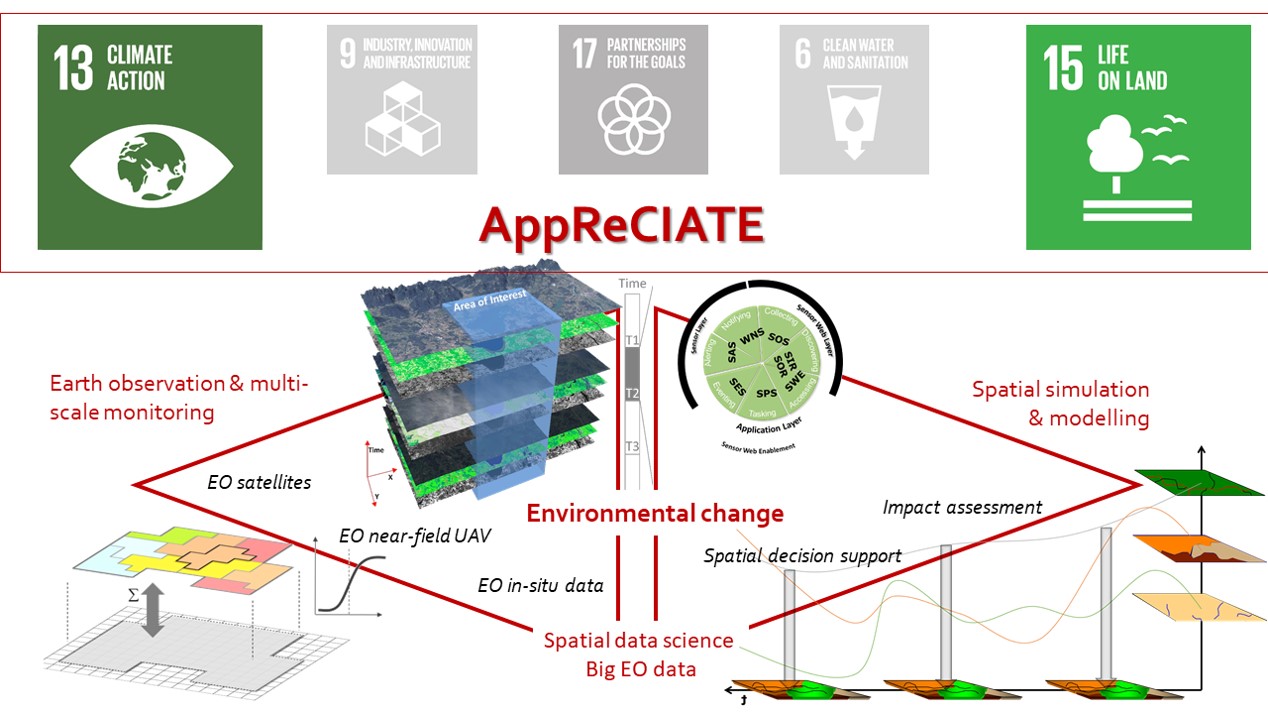 13 CLIMATE
ACTION
9 INDUSTRY, INNOVATION
AND INFRASTRUCTURE
17 PARTNERSHIPS
FOR THE GOALS
6 CLEAN WATER
AND SANITATION
15 LIFE
ON LAND
AppReCIATE
Area of Interest
Time
T1
T2
T3
Time
X
Y
Sensor Layer
Sensor Web Layer
Notifying
Collecting
Discovering
Accessing
Tasking
Eventing
Alerting
WNS
SOS
SIR
SOR
SWE
SPS
SES
SAS
Application Layer
Sensor Web Enablement
Earth observation & multi-
scale monitoring
Spatial simulation
& modelling
EO satellites
EO near-field UAV
EO in-situ data
Environmental change
Impact assessment
Spatial decision support
Σ
Spatial data science
Big EO data
t